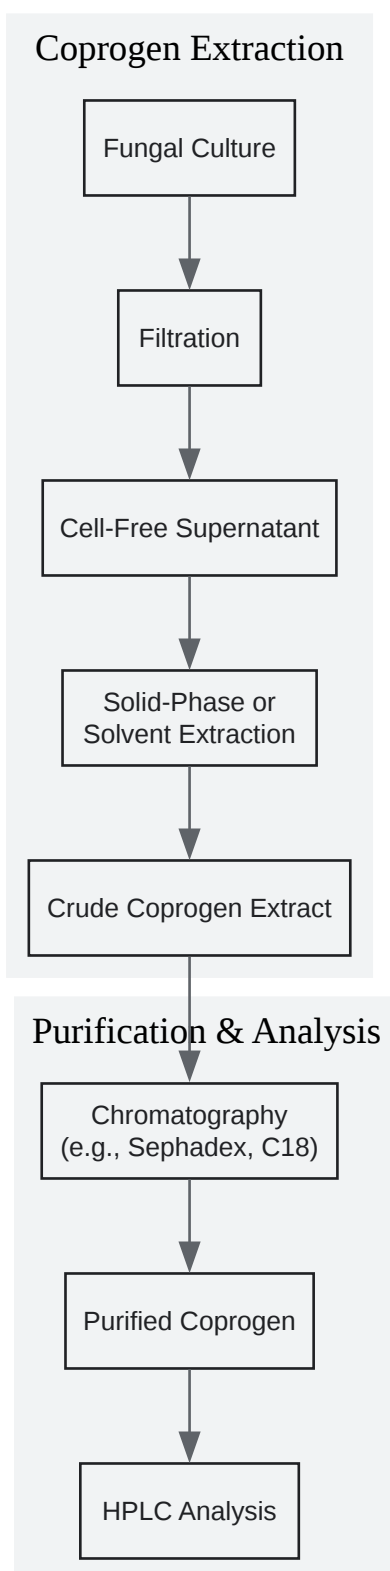 Coprogen Extraction
Fungal Culture
Filtration
Cell-Free Supernatant
Solid-Phase or
Solvent Extraction
Crude Coprogen Extract
Purification & Analysis
Chromatography
(e.g., Sephadex, C18)
Purified Coprogen
HPLC Analysis